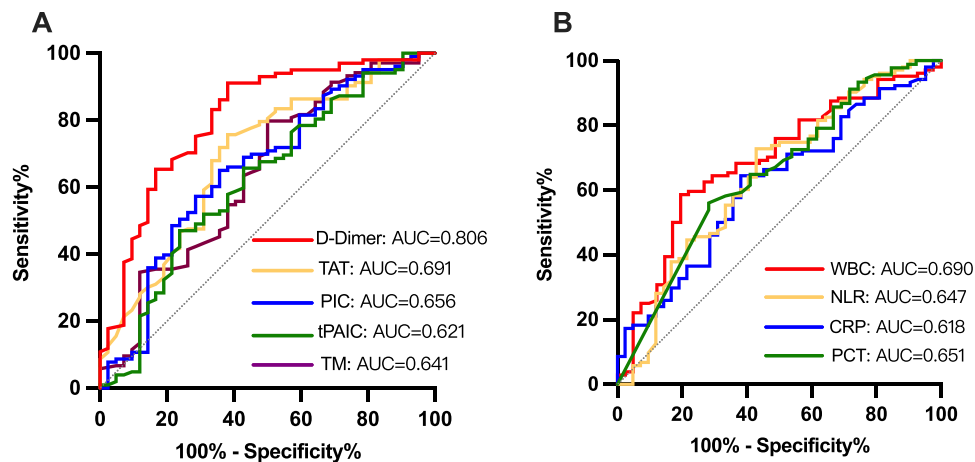 A
Sensitivity%
100
80
60
40
20
0
0 20 40 60 80 100
100% - Specificity%
D-Dimer: AUC=0.806
TAT: AUC=0.691
PIC: AUC=0.656
tPAIC: AUC=0.621
TM: AUC=0.641
B
Sensitivity%
100
80
60
40
20
0
0 20 40 60 80 100
100% - Specificity%
WBC: AUC=0.690
NLR: AUC=0.647
CRP: AUC=0.618
PCT: AUC=0.651